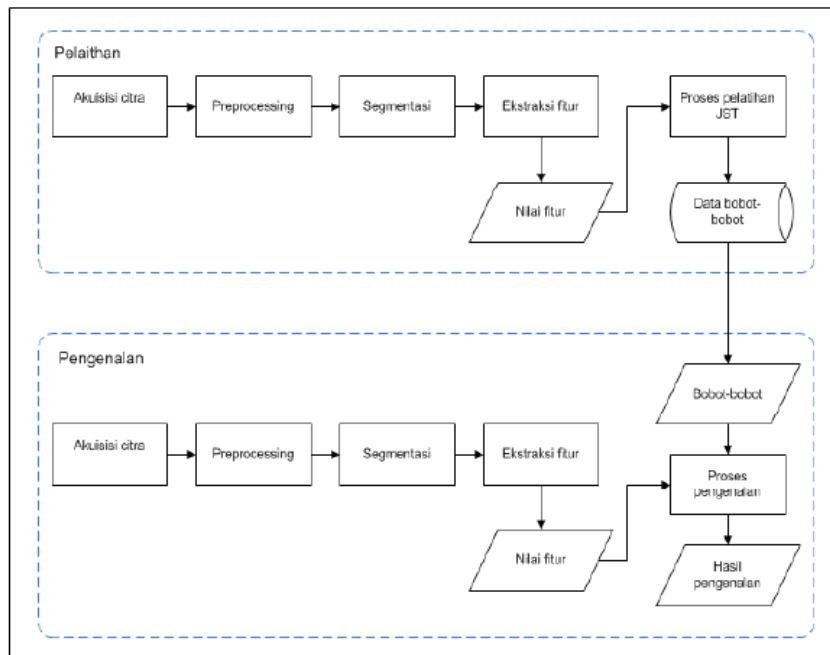 Pelaithan
Akuisisi citra
Preprocessing
Segmentasi
Ekstraksi fitur
Proses pelatihan
JST
Nilai fitur
Data bobot-
bobot
Pengenalan
Bobot-bobot
Akuisisi citra
Preprocessing
Segmentasi
Ekstraksi fitur
Proses
pengenalan
Nilai fitur
Hasil
pengenalan